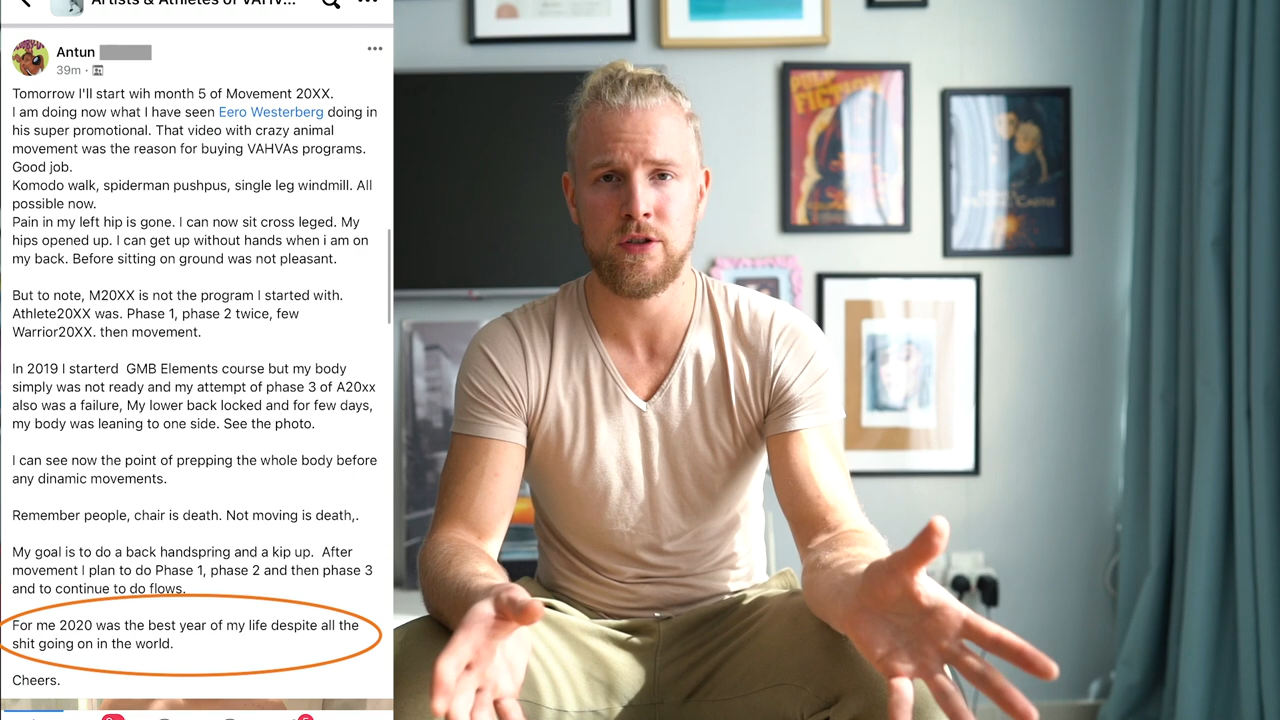 Artists & Athletes of VAHV...
Antun
39m ·
Tomorrow I'll start wih month 5 of Movement 20XX.
I am doing now what I have seen Eero Westerberg doing in
his super promotional. That video with crazy animal
movement was the reason for buying VAHVAs programs.
Good job.
Komodo walk, spiderman pushpus, single leg windmill. All
possible now.
Pain in my left hip is gone. I can now sit cross leged. My
hips opened up. I can get up without hands when i am on
my back. Before sitting on ground was not pleasant.
But to note, M20XX is not the program I started with.
Athlete20XX was. Phase 1, phase 2 twice, few
Warrior20XX. then movement.
In 2019 I starterd GMB Elements course but my body
simply was not ready and my attempt of phase 3 of A20xx
also was a failure, My lower back locked and for few days,
my body was leaning to one side. See the photo.
I can see now the point of prepping the whole body before
any dinamic movements.
Remember people, chair is death. Not moving is death,.
My goal is to do a back handspring and a kip up. After
movement I plan to do Phase 1, phase 2 and then phase 3
and to continue to do flows.
For me 2020 was the best year of my life despite all the
shit going on in the world.
Cheers.
PULP
FICTION